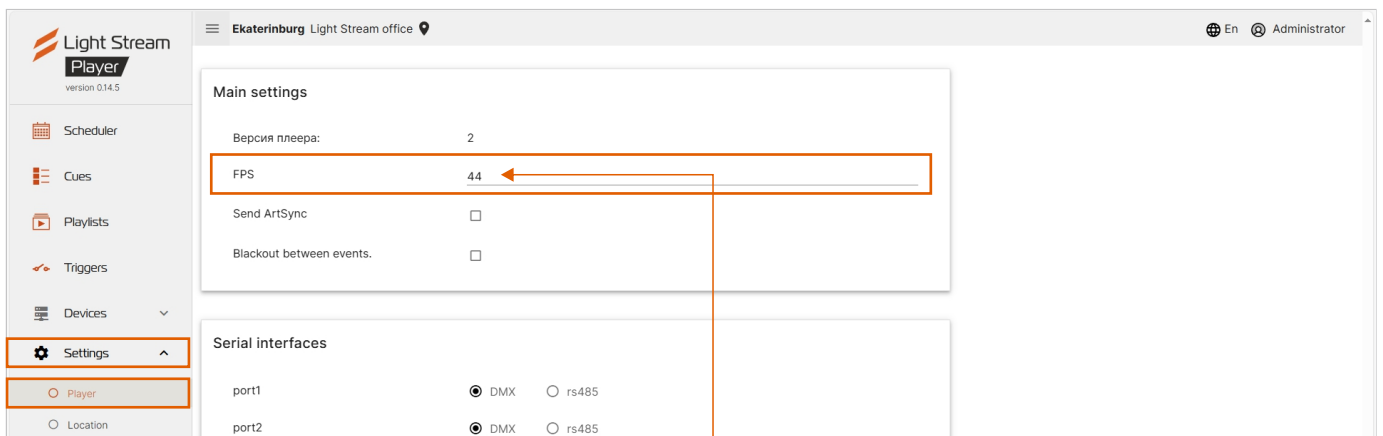 Light Stream
Player
version 0.14.5
Scheduler
Cues
Playlists
Triggers
Devices
Settings
Player
Location
Ekaterinburg Light Stream office
En Administrator
Main settings
Версия плеера: 2
FPS 44
Send ArtSync
Blackout between events.
Serial interfaces
port1 DMX rs485
port2 DMX rs485